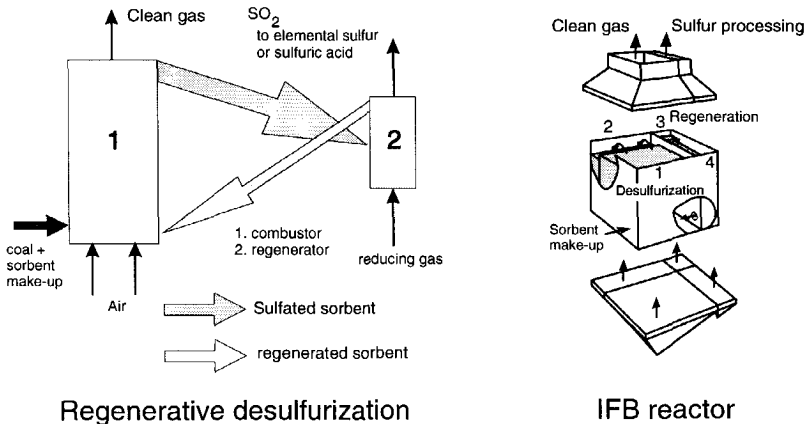 Clean gas
SO2
to elemental sulfur
or sulfuric acid
1
2
coal +
sorbent
make-up
Air
1. combustor
2. regenerator
reducing gas
Sulfated sorbent
regenerated sorbent
Regenerative desulfurization
Clean gas
Sulfur processing
Regeneration
2
3
1
4
Desulfurization
Sorbent
make-up
IFB reactor